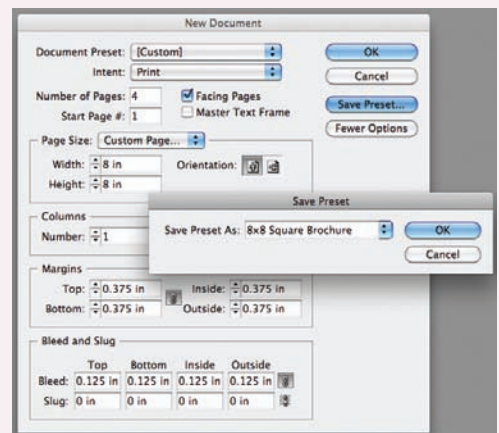 New Document
Document Preset: [Custom]
Intent: Print
Number of Pages: 4
Facing Pages
Start Page #: 1
Master Text Frame
OK
Cancel
Save Preset...
Fewer Options
Page Size: Custom Page...
Width: 8 in
Orientation:
Height: 8 in
Save Preset
Save Preset As: 8x8 Square Brochure
OK
Cancel
Columns
Number: 1
Margins
Top: 0.375 in
Inside: 0.375 in
Bottom: 0.375 in
Outside: 0.375 in
Bleed and Slug
Top Bottom Inside Outside
Bleed: 0.125 in 0.125 in 0.125 in 0.125 in
Slug: 0 in 0 in 0 in 0 in